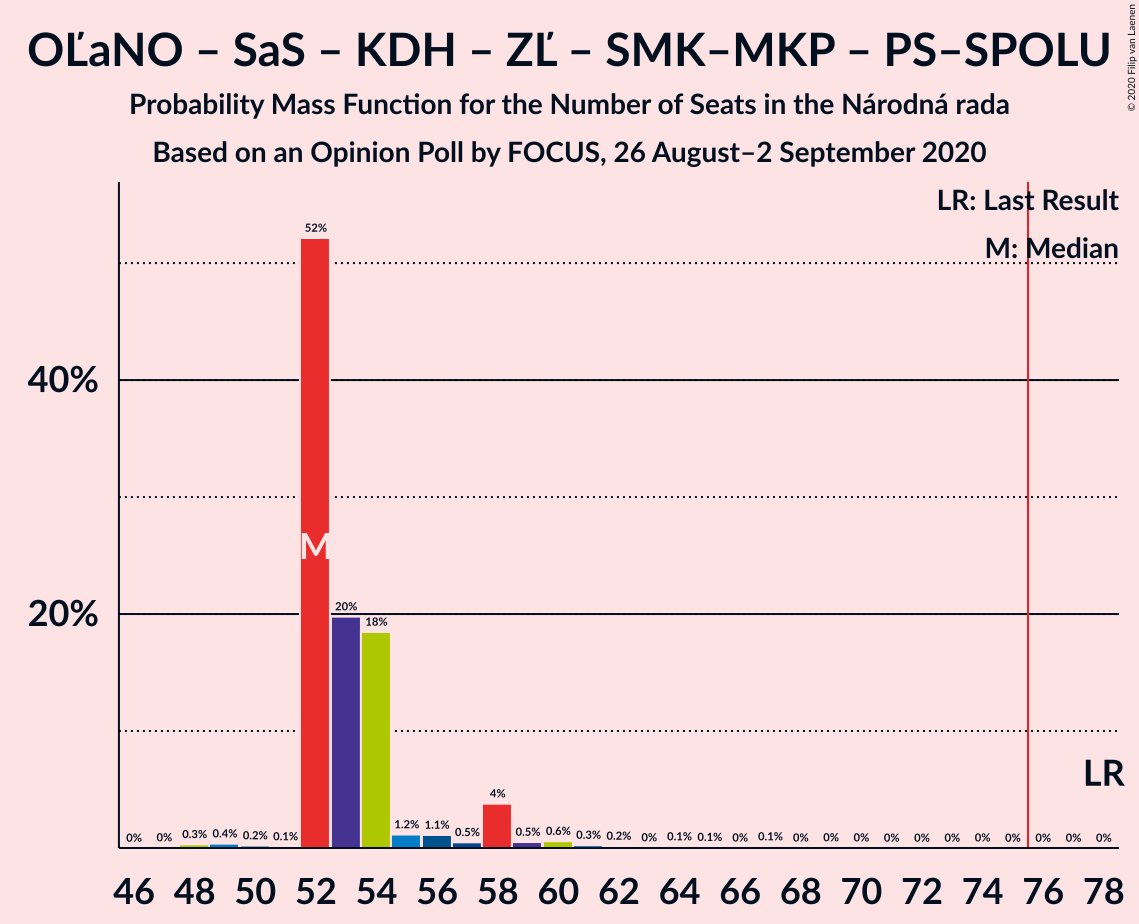 OĽaNO – SaS – KDH – ZĽ – SMK–MKP – PS–SPOLU
Probability Mass Function for the Number of Seats in the Národná rada
Based on an Opinion Poll by FOCUS, 26 August–2 September 2020
© 2020 Filip van Laenen
LR: Last Result
M: Median
40%
20%
52%
M
20%
18%
4%
LR
0% 0% 0.3% 0.4% 0.2% 0.1% 1.2% 1.1% 0.5% 0.5% 0.6% 0.3% 0.2% 0% 0.1% 0.1% 0% 0.1% 0% 0% 0% 0% 0% 0% 0% 0% 0% 0% 0%
46 48 50 52 54 56 58 60 62 64 66 68 70 72 74 76 78